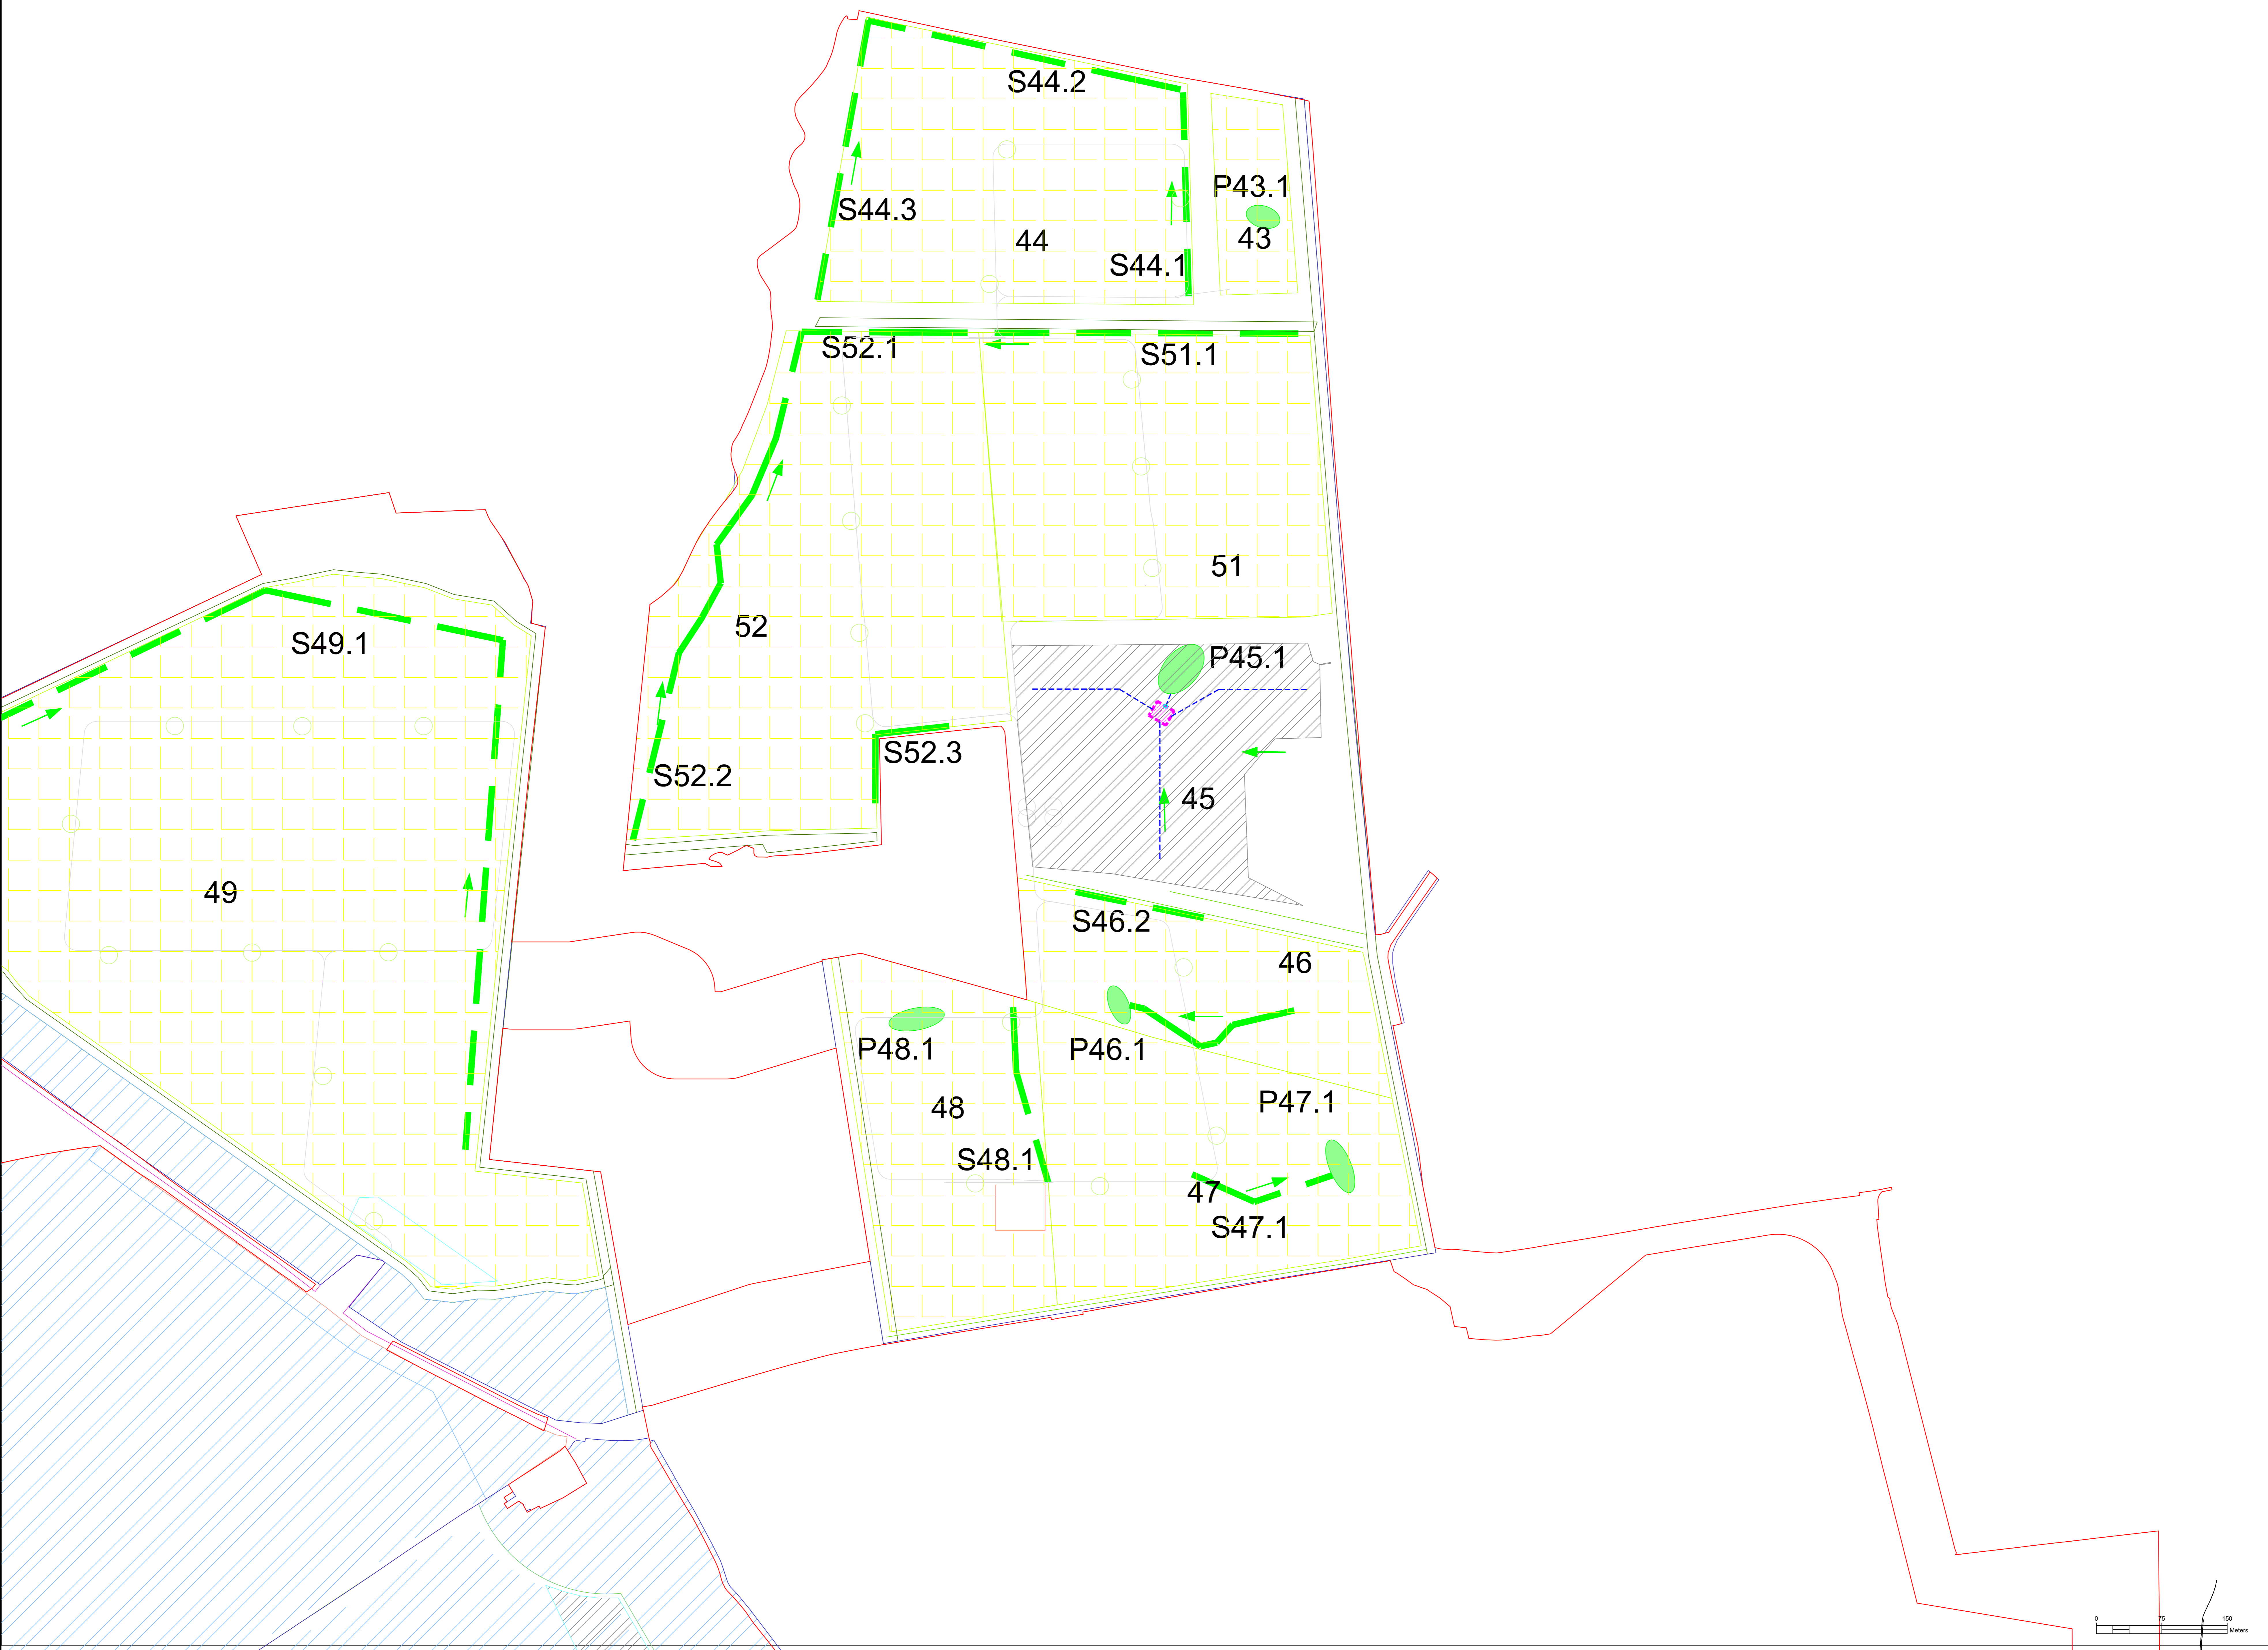 S44.2
P43.1
S44.3
43
44
S44.1
S52.1
S51.1
51
52
S49.1
P45.1
S52.3
S52.2
45
49
S46.2
46
P48.1
P46.1
P47.1
48
S48.1
47
S47.1
0 75 150
Meters